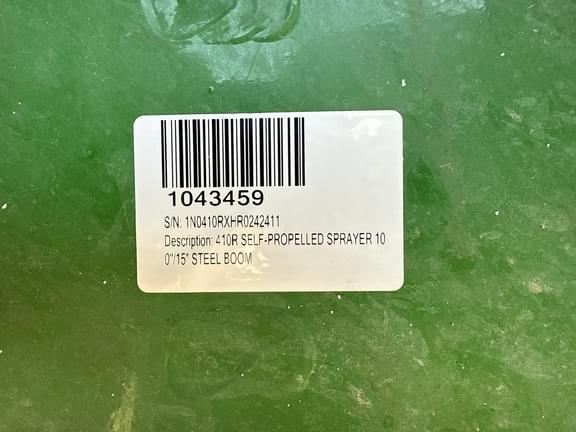 1043459
S/N: 1N0410RXHR0242411
Description: 410R SELF-PROPELLED SPRAYER 10
0"/15" STEEL BOOM